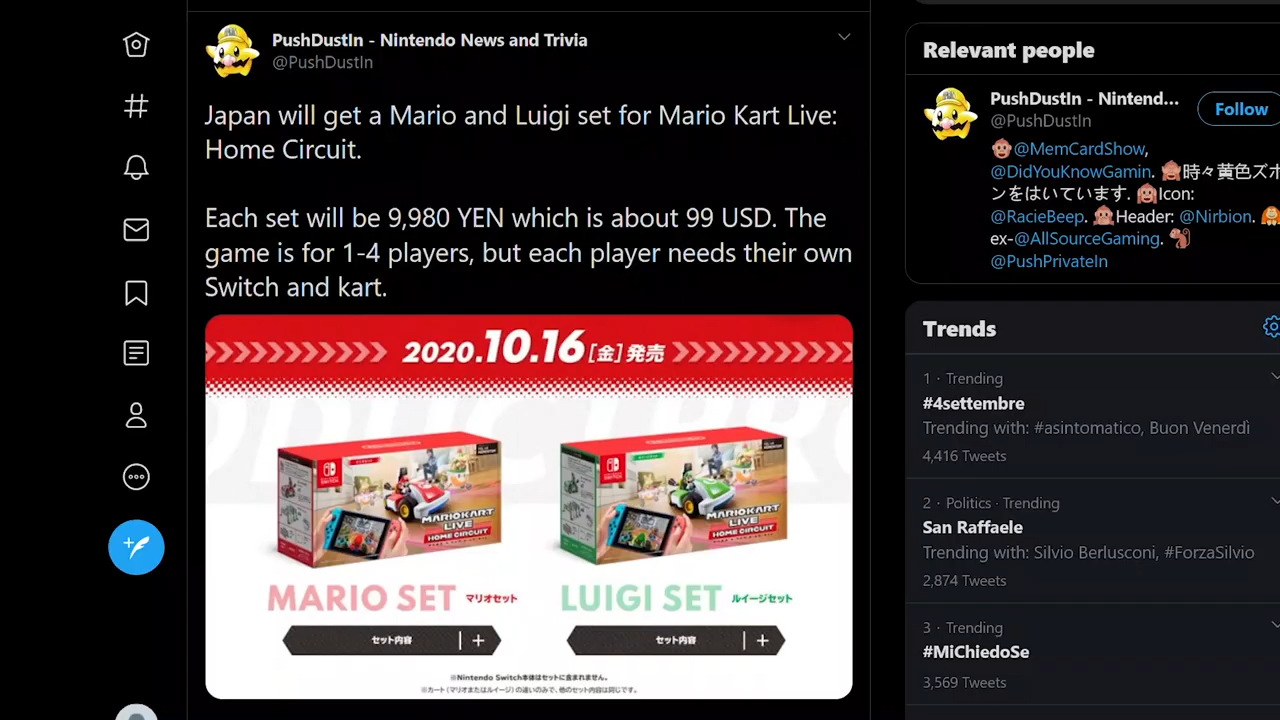 PushDustIn - Nintendo News and Trivia
@PushDustIn
Japan will get a Mario and Luigi set for Mario Kart Live:
Home Circuit.
Each set will be 9,980 YEN which is about 99 USD. The
game is for 1-4 players, but each player needs their own
Switch and kart.
2020.10.16[金]発売
MARIOKART
LIVE
HOME CIRCUIT
MARIOKART
LIVE
HOME CIRCUIT
MARIO SET マリオセット
LUIGI SET ルイージセット
セット内容 +
セット内容 +
※Nintendo Switch本体はセットに含まれません。
※カート(マリオまたはルイージ)の違いのみで、他のセット内容は同じです。
Relevant people
PushDustIn - Nintend...
@PushDustIn
Follow
@MemCardShow,
@DidYouKnowGamin. 時々黄色ズボ
ンをはいています. Icon:
@RacieBeep. Header: @Nirbion.
ex-@AllSourceGaming.
@PushPrivateIn
Trends
1 · Trending
#4settembre
Trending with: #asintomatico, Buon Venerdì
4,416 Tweets
2 · Politics · Trending
San Raffaele
Trending with: Silvio Berlusconi, #ForzaSilvio
2,874 Tweets
3 · Trending
#MiChiedoSe
3,569 Tweets